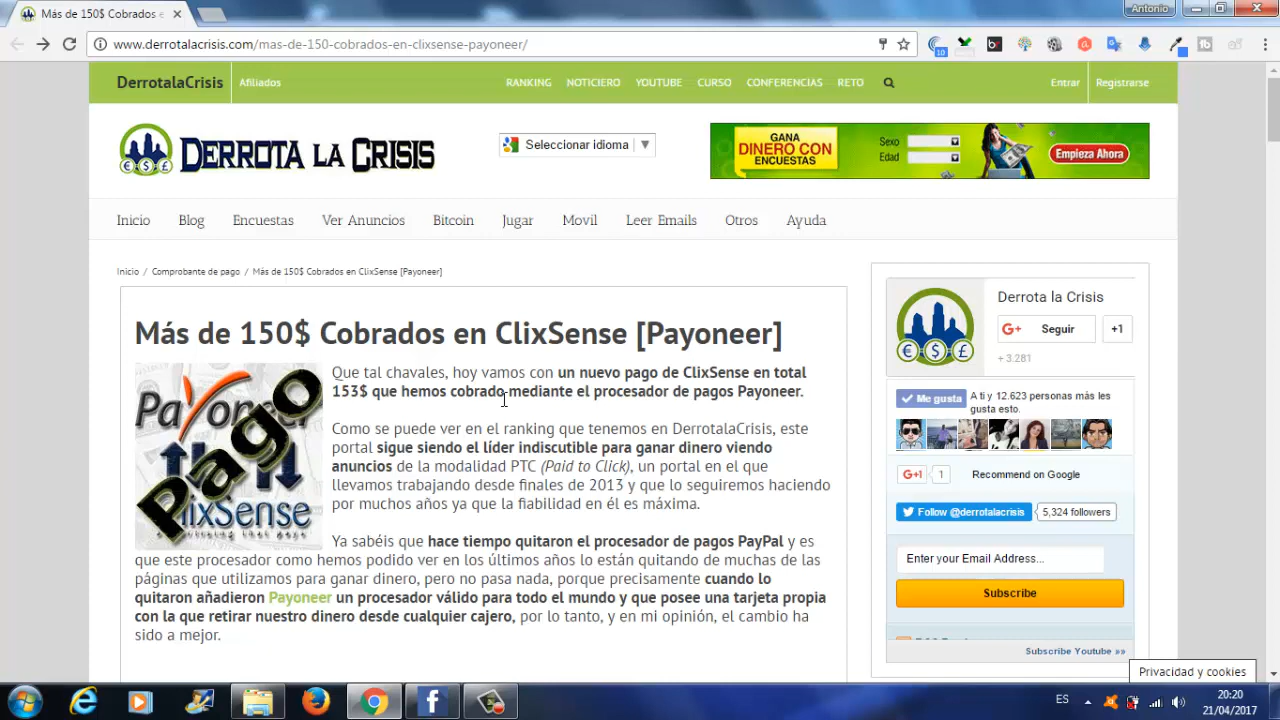 Más de 150$ Cobrados e
Antonio
www.derrotalacrisis.com/mas-de-150-cobrados-en-clixsense-payoneer/
10
DerrotalaCrisis
Afiliados
RANKING NOTICIERO YOUTUBE CURSO CONFERENCIAS RETO
Entrar
Registrarse
DERROTA LA CRISIS
Seleccionar idioma
GANA
DINERO CON
ENCUESTAS
Sexo
Edad
Empieza Ahora
Inicio Blog Encuestas Ver Anuncios Bitcoin Jugar Movil Leer Emails Otros Ayuda
Inicio / Comprobante de pago / Más de 150$ Cobrados en ClixSense [Payoneer]
Más de 150$ Cobrados en ClixSense [Payoneer]
Payoneer
Pago
ClixSense
Que tal chavales, hoy vamos con un nuevo pago de ClixSense en total
153$ que hemos cobrado mediante el procesador de pagos Payoneer.
Como se puede ver en el ranking que tenemos en DerrotalaCrisis, este
portal sigue siendo el líder indiscutible para ganar dinero viendo
anuncios de la modalidad PTC (Paid to Click), un portal en el que
llevamos trabajando desde finales de 2013 y que lo seguiremos haciendo
por muchos años ya que la fiabilidad en él es máxima.
Ya sabéis que hace tiempo quitaron el procesador de pagos PayPal y es
que este procesador como hemos podido ver en los últimos años lo están quitando de muchas de las
páginas que utilizamos para ganar dinero, pero no pasa nada, porque precisamente cuando lo
quitaron añadieron Payoneer un procesador válido para todo el mundo y que posee una tarjeta propia
con la que retirar nuestro dinero desde cualquier cajero, por lo tanto, y en mi opinión, el cambio ha
sido a mejor.
Derrota la Crisis
G+ Seguir
+1
+ 3.281
Me gusta
A ti y 12.623 personas más les
gusta esto.
G+1
1
Recommend on Google
Follow @derrotalacrisis
5,324 followers
Enter your Email Address...
Subscribe
Subscribe Youtube »»
Privacidad y cookies
ES
20:20
21/04/2017